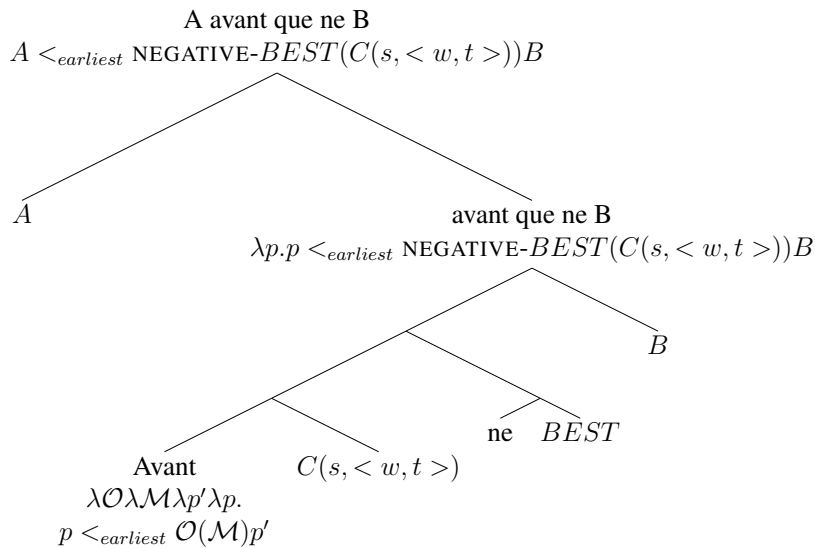 A avant que ne B
A <earliest NEGATIVE-BEST(C(s, < w, t >))B
A
avant que ne B
λp.p <earliest NEGATIVE-BEST(C(s, < w, t >))B
B
ne BEST
Avant C(s, < w, t >)
λOλMλp′λp.
p <earliest O(M)p′